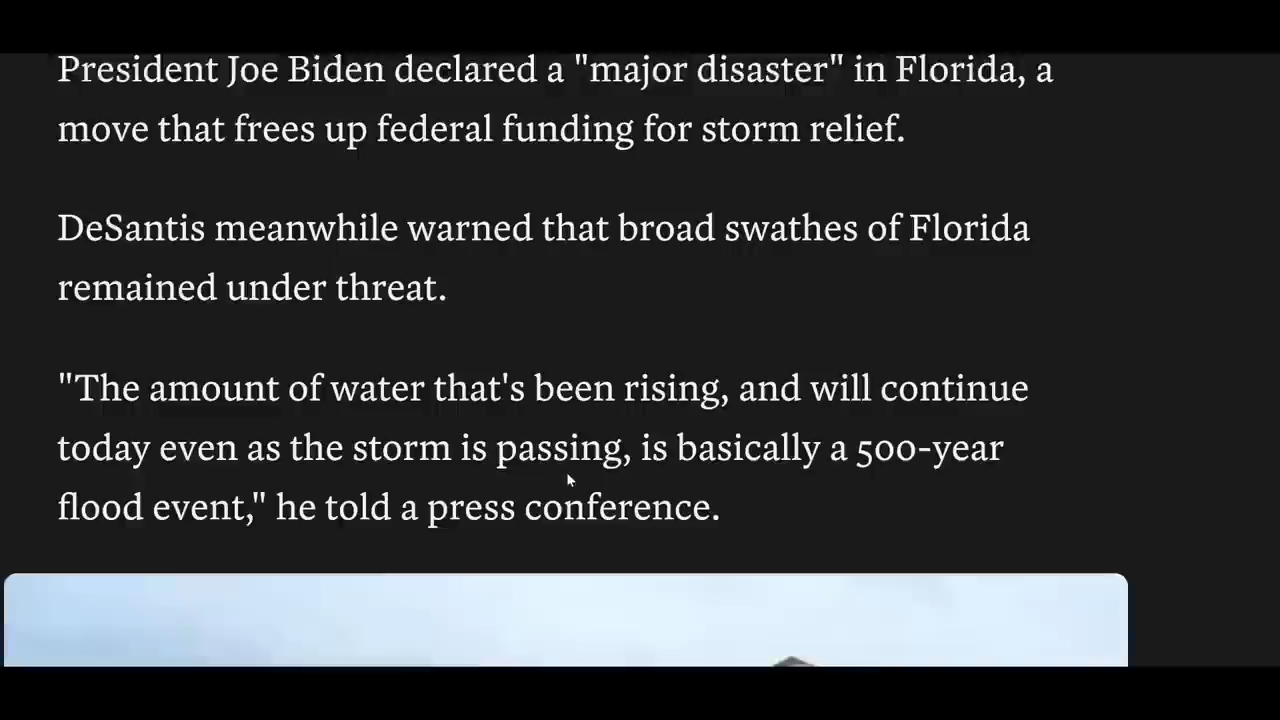 President Joe Biden declared a "major disaster" in Florida, a
move that frees up federal funding for storm relief.
DeSantis meanwhile warned that broad swathes of Florida
remained under threat.
"The amount of water that's been rising, and will continue
today even as the storm is passing, is basically a 500-year
flood event," he told a press conference.